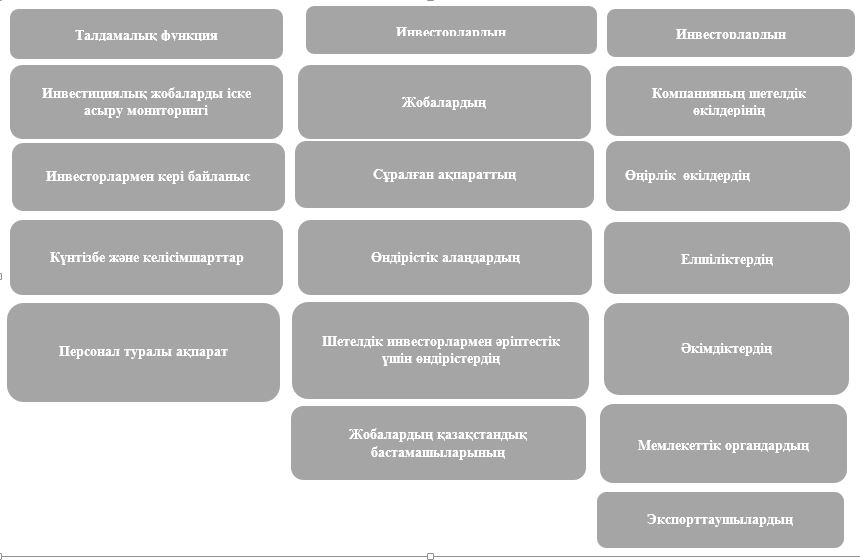 Талдамалық функция
Инвестициялық жобаларды іске
асыру мониторингі
Инвесторлармен кері байланыс
Күнтізбе және келісімшарттар
Персонал туралы ақпарат
Инвесторлардың
Жобалардың
Сұралған ақпараттың
Өндірістік алаңдардың
Шетелдік инвесторлармен әріптестік
үшін өндірістердің
Жобалардың қазақстандық
бастамашыларының
Инвесторлардың
Компанияның шетелдік
өкілдерінің
Өңірлік өкілдердің
Елшіліктердің
Әкімдіктердің
Мемлекеттік органдардың
Экспорттаушылардың